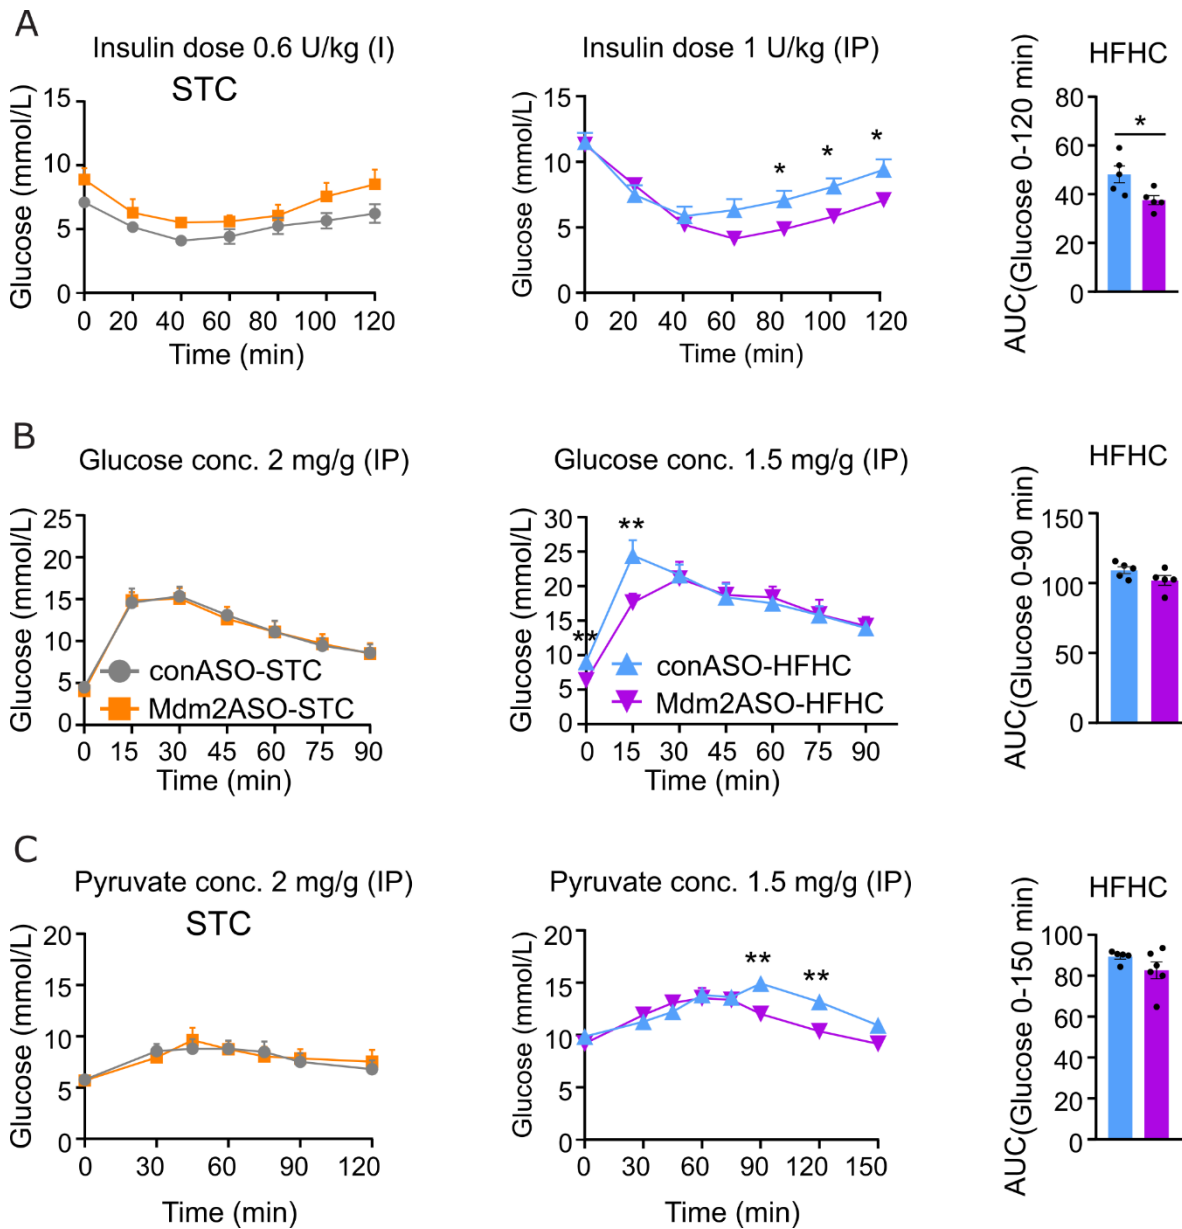 A
Insulin dose 0.6 U/kg (I)
STC
Glucose (mmol/L)
15
10
5
0
0 20 40 60 80 100 120
Time (min)
Insulin dose 1 U/kg (IP)
Glucose (mmol/L)
15
10
5
0
* * *
0 20 40 60 80 100 120
Time (min)
HFHC
AUC(Glucose 0-120 min)
80
60
40
20
0
*
B
Glucose conc. 2 mg/g (IP)
Glucose (mmol/L)
25
20
15
10
5
0
conASO-STC
Mdm2ASO-STC
0 15 30 45 60 75 90
Time (min)
Glucose conc. 1.5 mg/g (IP)
Glucose (mmol/L)
30
25
20
15
10
5
0
**
**
conASO-HFHC
Mdm2ASO-HFHC
0 15 30 45 60 75 90
Time (min)
HFHC
AUC(Glucose 0-90 min)
150
100
50
0
C
Pyruvate conc. 2 mg/g (IP)
STC
Glucose (mmol/L)
20
15
10
5
0
0 30 60 90 120
Time (min)
Pyruvate conc. 1.5 mg/g (IP)
Glucose (mmol/L)
20
15
10
5
0
** **
0 30 60 90 120 150
Time (min)
HFHC
AUC(Glucose 0-150 min)
100
80
60
40
20
0